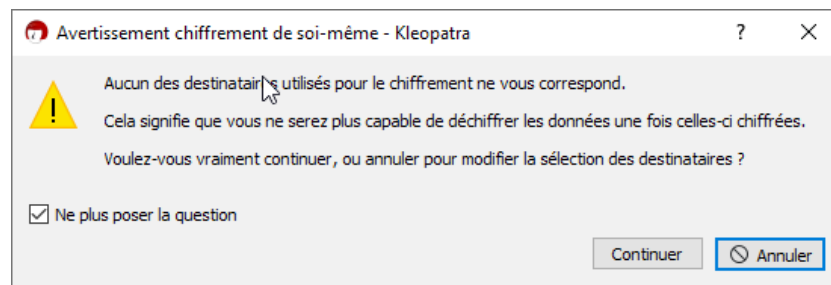 Avertissement chiffrement de soi-même - Kleopatra
Aucun des destinataires utilisés pour le chiffrement ne vous correspond.
Cela signifie que vous ne serez plus capable de déchiffrer les données une fois celles-ci chiffrées.
Voulez-vous vraiment continuer, ou annuler pour modifier la sélection des destinataires ?
Ne plus poser la question
Continuer
Annuler